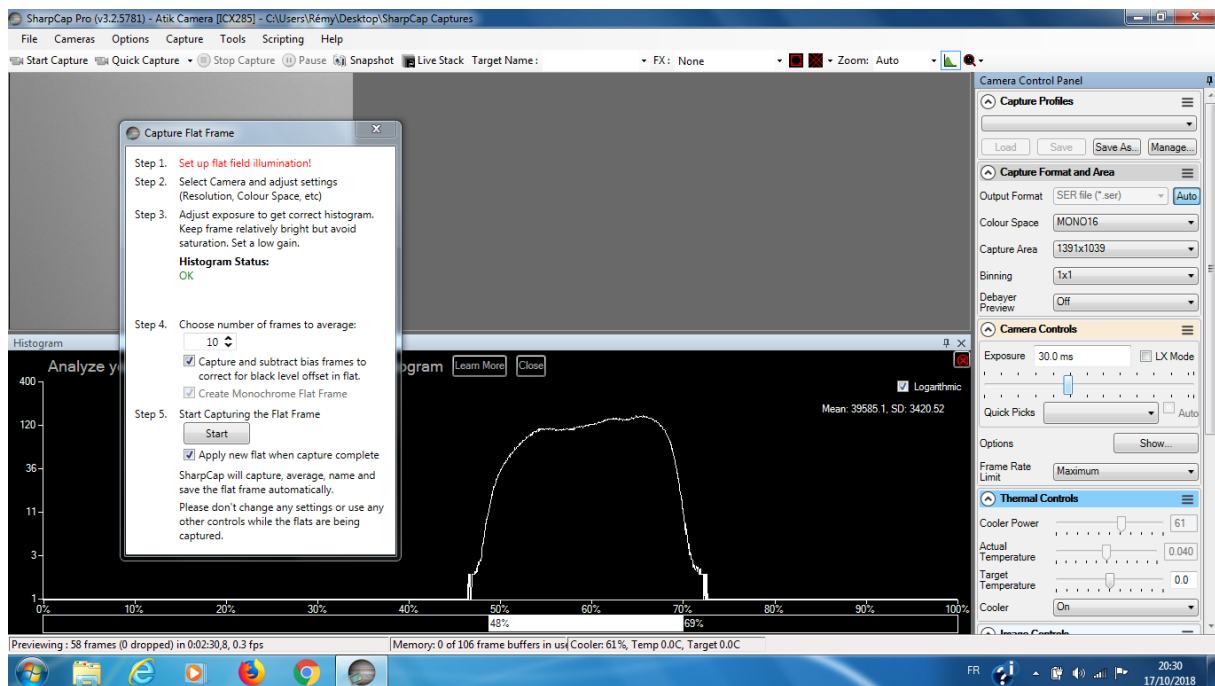 SharpCap Pro (v3.2.5781) - Atik Camera [ICX285] - C:\Users\Rémy\Desktop\SharpCap Captures
File Cameras Options Capture Tools Scripting Help
Start Capture Quick Capture Stop Capture Pause Snapshot Live Stack Target Name : FX : None Zoom: Auto
Capture Flat Frame
Step 1. Set up flat field illumination!
Step 2. Select Camera and adjust settings
(Resolution, Colour Space, etc)
Step 3. Adjust exposure to get correct histogram.
Keep frame relatively bright but avoid
saturation. Set a low gain.
Histogram Status:
OK
Step 4. Choose number of frames to average:
10
Capture and subtract bias frames to
correct for black level offset in flat.
Create Monochrome Flat Frame
Step 5. Start Capturing the Flat Frame
Start
Apply new flat when capture complete
SharpCap will capture, average, name and
save the flat frame automatically.
Please don't change any settings or use any
other controls while the flats are being
captured.
Histogram
Analyze y ogram Learn More Close
Logarithmic
Mean: 39585.1, SD: 3420.52
400
120
36
11
3
1
0% 10% 20% 30% 40% 50% 60% 70% 80% 90% 100%
48% 69%
Camera Control Panel
Capture Profiles
Load Save Save As... Manage...
Capture Format and Area
Output Format SER file (*.ser) Auto
Colour Space MONO16
Capture Area 1391x1039
Binning 1x1
Debayer
Preview Off
Camera Controls
Exposure 30.0 ms LX Mode
Quick Picks Auto
Options Show...
Frame Rate
Limit Maximum
Thermal Controls
Cooler Power 61
Actual
Temperature 0.040
Target
Temperature 0.0
Cooler On
Image Controls
Previewing : 58 frames (0 dropped) in 0:02:30,8, 0.3 fps Memory: 0 of 106 frame buffers in use Cooler: 61%, Temp 0.0C, Target 0.0C
FR 20:30
17/10/2018